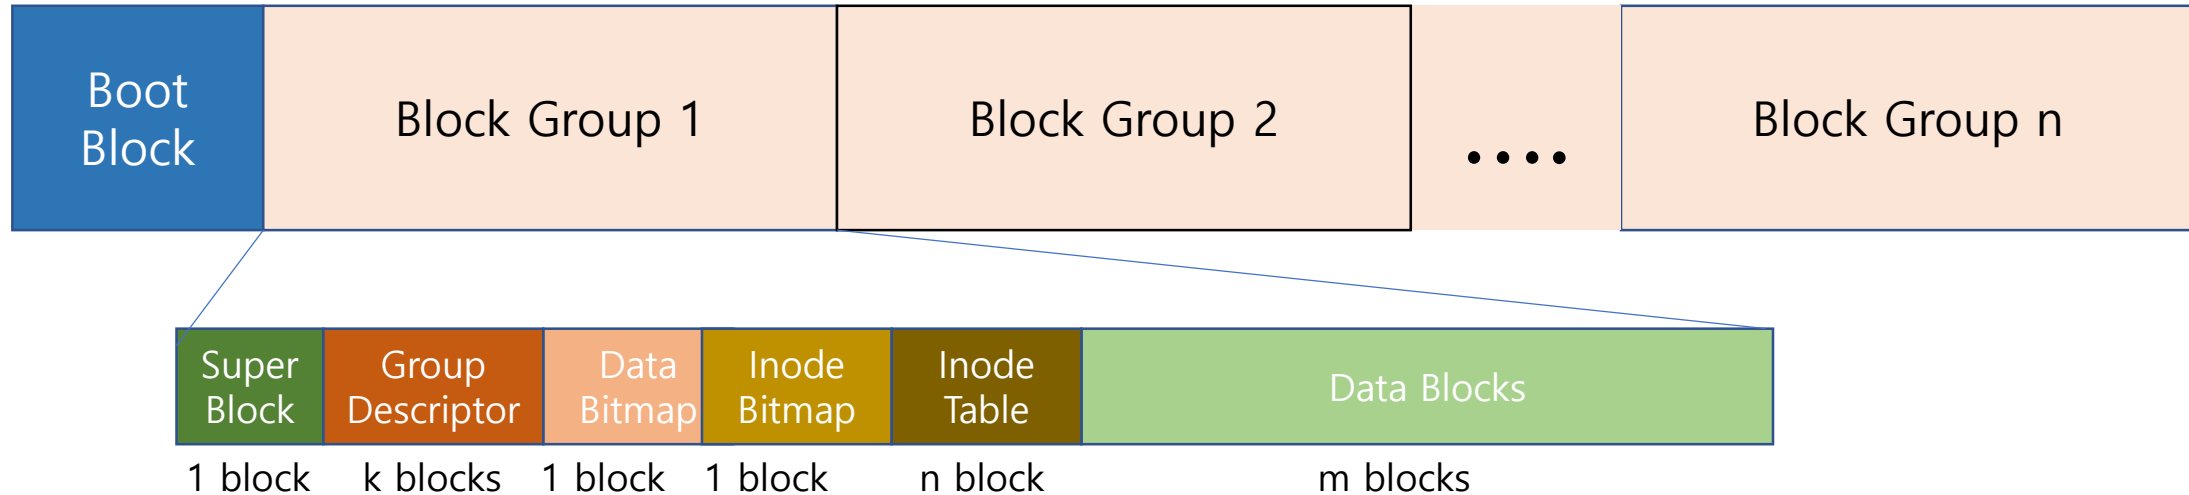 Boot
Block
Block Group 1
Block Group 2
....
Block Group n
Super
Block
Group
Descriptor
Data
Bitmap
Inode
Bitmap
Inode
Table
Data Blocks
1 block
k blocks
1 block
1 block
n block
m blocks